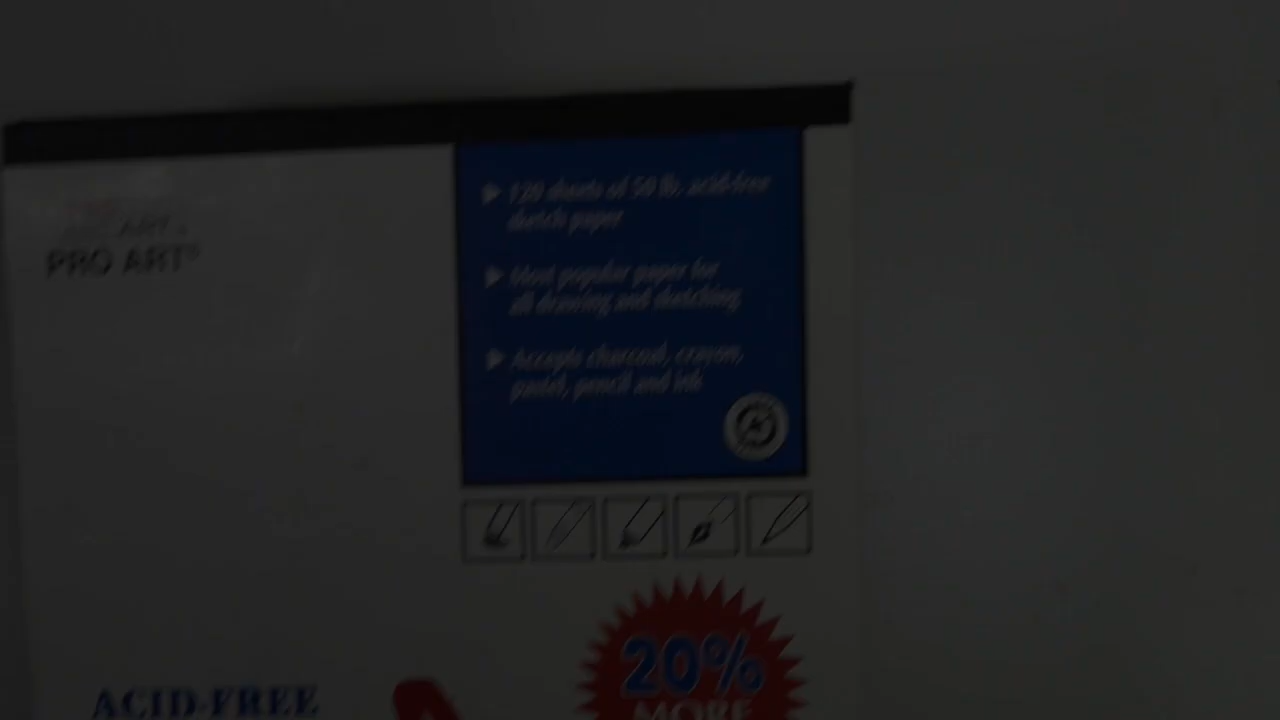 PRO ART®
120 sheets of 50 lb. acid-free
sketch paper
Most popular paper for
all drawing and sketching
Accepts charcoal, crayon,
pastel, pencil and ink
20%
MORE
ACID-FREE